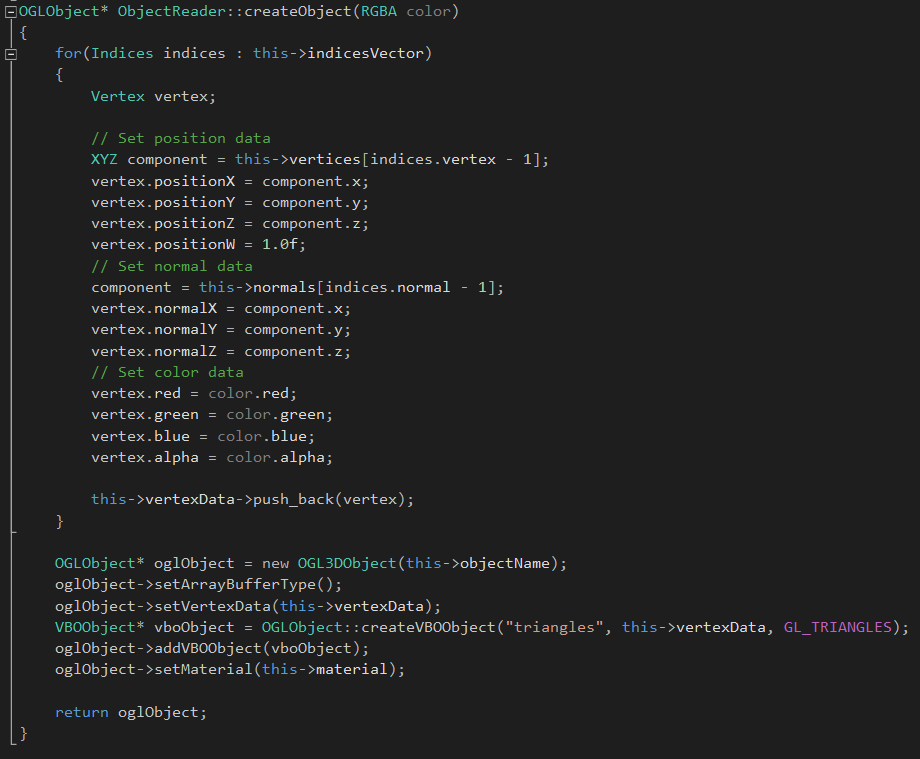 OGLObject* ObjectReader::createObject(RGBA color)
{
    for(Indices indices : this->indicesVector)
    {
        Vertex vertex;

        // Set position data
        XYZ component = this->vertices[indices.vertex - 1];
        vertex.positionX = component.x;
        vertex.positionY = component.y;
        vertex.positionZ = component.z;
        vertex.positionW = 1.0f;
        // Set normal data
        component = this->normals[indices.normal - 1];
        vertex.normalX = component.x;
        vertex.normalY = component.y;
        vertex.normalZ = component.z;
        // Set color data
        vertex.red = color.red;
        vertex.green = color.green;
        vertex.blue = color.blue;
        vertex.alpha = color.alpha;

        this->vertexData->push_back(vertex);
    }

    OGLObject* oglObject = new OGL3DObject(this->objectName);
    oglObject->setArrayBufferType();
    oglObject->setVertexData(this->vertexData);
    VBOObject* vboObject = OGLObject::createVBOObject("triangles", this->vertexData, GL_TRIANGLES);
    oglObject->addVBOObject(vboObject);
    oglObject->setMaterial(this->material);

    return oglObject;
}